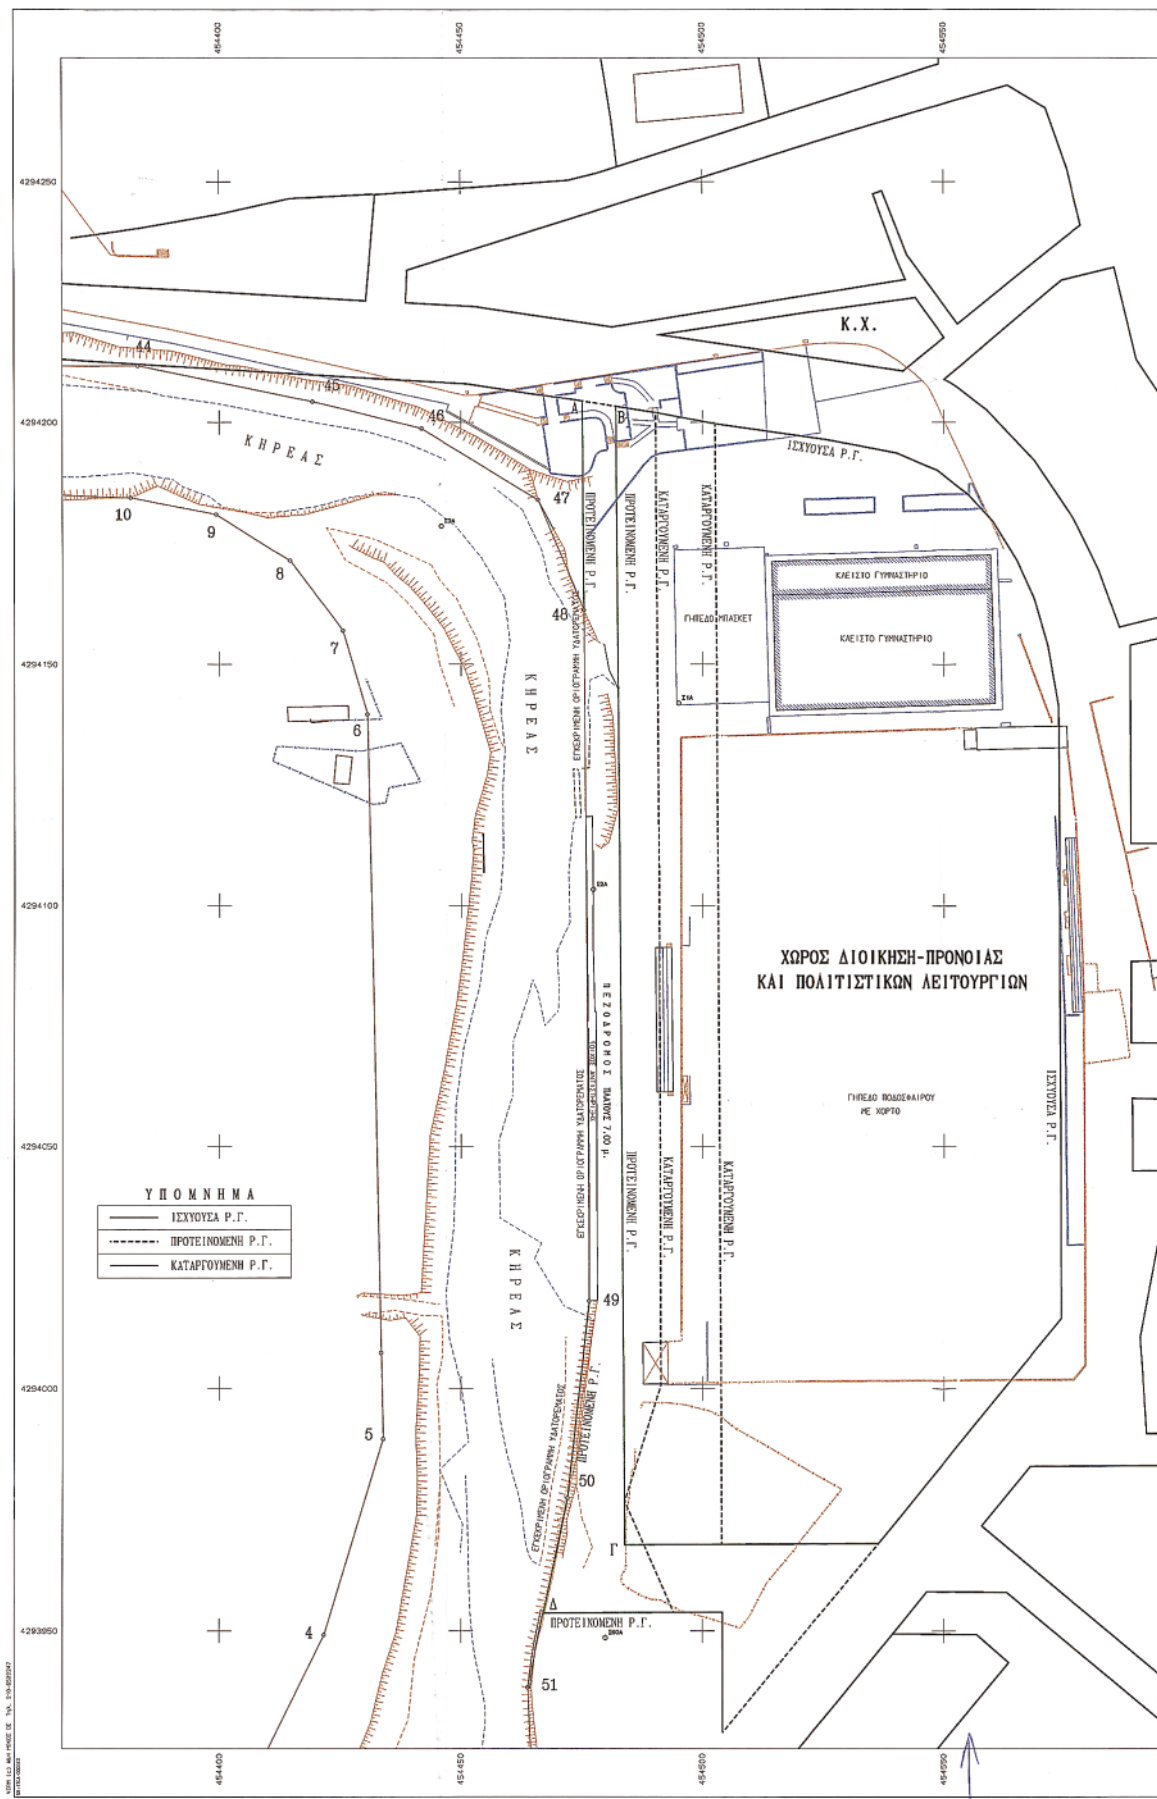 454400
454450
454500
454550
4294250
Κ.Χ.
44
45
46
Α
Β
4294200
ΚΗΡΕΑΣ
ΙΣΧΥΟΥΣΑ Ρ.Γ.
47
10
9
ΠΡΟΤΕΙΝΟΜΕΝΗ Ρ.Γ.
ΠΡΟΤΕΙΝΟΜΕΝΗ Ρ.Γ.
ΚΑΤΑΡΓΟΥΜΕΝΗ Ρ.Γ.
ΚΑΤΑΡΓΟΥΜΕΝΗ Ρ.Γ.
8
ΚΛΕΙΣΤΟ ΓΥΜΝΑΣΤΗΡΙΟ
48
ΓΗΠΕΔΟ ΜΠΑΣΚΕΤ
ΚΛΕΙΣΤΟ ΓΥΜΝΑΣΤΗΡΙΟ
7
4294150
ΕΓΚΕΚΡΙΜΕΝΗ ΟΡΙΟΓΡΑΜΜΗ ΥΔΑΤΟΡΕΜΑΤΟΣ
ΚΗΡΕΑΣ
6
4294100
ΧΩΡΟΣ ΔΙΟΙΚΗΣΗ-ΠΡΟΝΟΙΑΣ
ΚΑΙ ΠΟΛΙΤΙΣΤΙΚΩΝ ΛΕΙΤΟΥΡΓΙΩΝ
ΠΕΖΟΔΡΟΜΟΣ ΠΛΑΤΟΥΣ 7.00 μ.
ΕΓΚΕΚΡΙΜΕΝΗ ΟΡΙΟΓΡΑΜΜΗ ΥΔΑΤΟΡΕΜΑΤΟΣ
ΓΗΠΕΔΟ ΠΟΔΟΣΦΑΙΡΟΥ
ΜΕ ΧΟΡΤΟ
ΙΣΧΥΟΥΣΑ Ρ.Γ.
4294050
ΠΡΟΤΕΙΝΟΜΕΝΗ Ρ.Γ.
ΚΑΤΑΡΓΟΥΜΕΝΗ Ρ.Γ.
ΚΑΤΑΡΓΟΥΜΕΝΗ Ρ.Γ.
ΥΠΟΜΝΗΜΑ
ΙΣΧΥΟΥΣΑ Ρ.Γ.
ΠΡΟΤΕΙΝΟΜΕΝΗ Ρ.Γ.
ΚΑΤΑΡΓΟΥΜΕΝΗ Ρ.Γ.
ΚΗΡΕΑΣ
49
4294000
ΠΡΟΤΕΙΝΟΜΕΝΗ Ρ.Γ.
ΕΓΚΕΚΡΙΜΕΝΗ ΟΡΙΟΓΡΑΜΜΗ ΥΔΑΤΟΡΕΜΑΤΟΣ
5
50
Γ
Δ
ΠΡΟΤΕΙΝΟΜΕΝΗ Ρ.Γ.
4
4293950
51
454400
454450
454500
454550